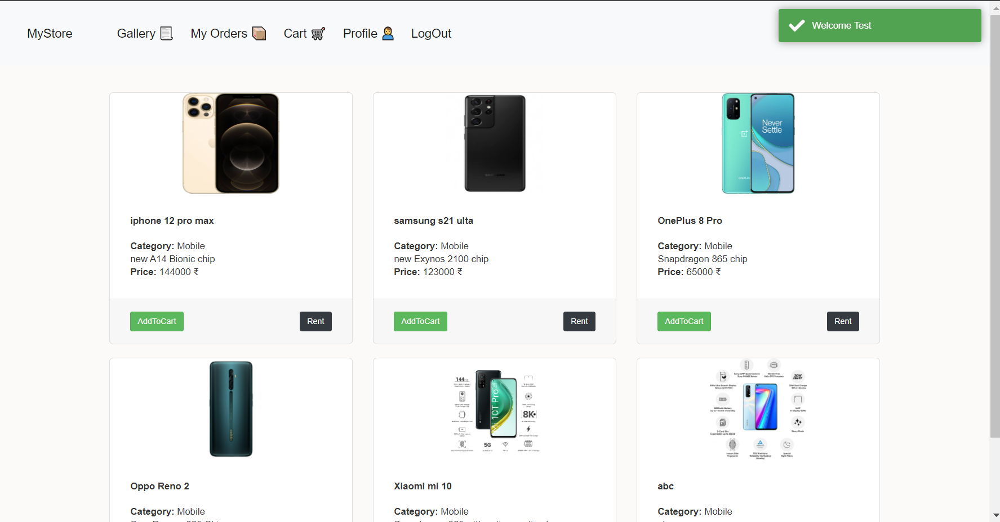 MyStore
Gallery
My Orders
Cart
Profile
LogOut
Welcome Test
Never
Settle
SAMSUNG
iphone 12 pro max
Category: Mobile
new A14 Bionic chip
Price: 144000 ₹
AddToCart
Rent
samsung s21 ulta
Category: Mobile
new Exynos 2100 chip
Price: 123000 ₹
AddToCart
Rent
OnePlus 8 Pro
Category: Mobile
Snapdragon 865 chip
Price: 65000 ₹
AddToCart
Rent
oppo
144
Mi 10T Pro
8K
5G
Oppo Reno 2
Category: Mobile
Xiaomi mi 10
Category: Mobile
abc
Category: Mobile